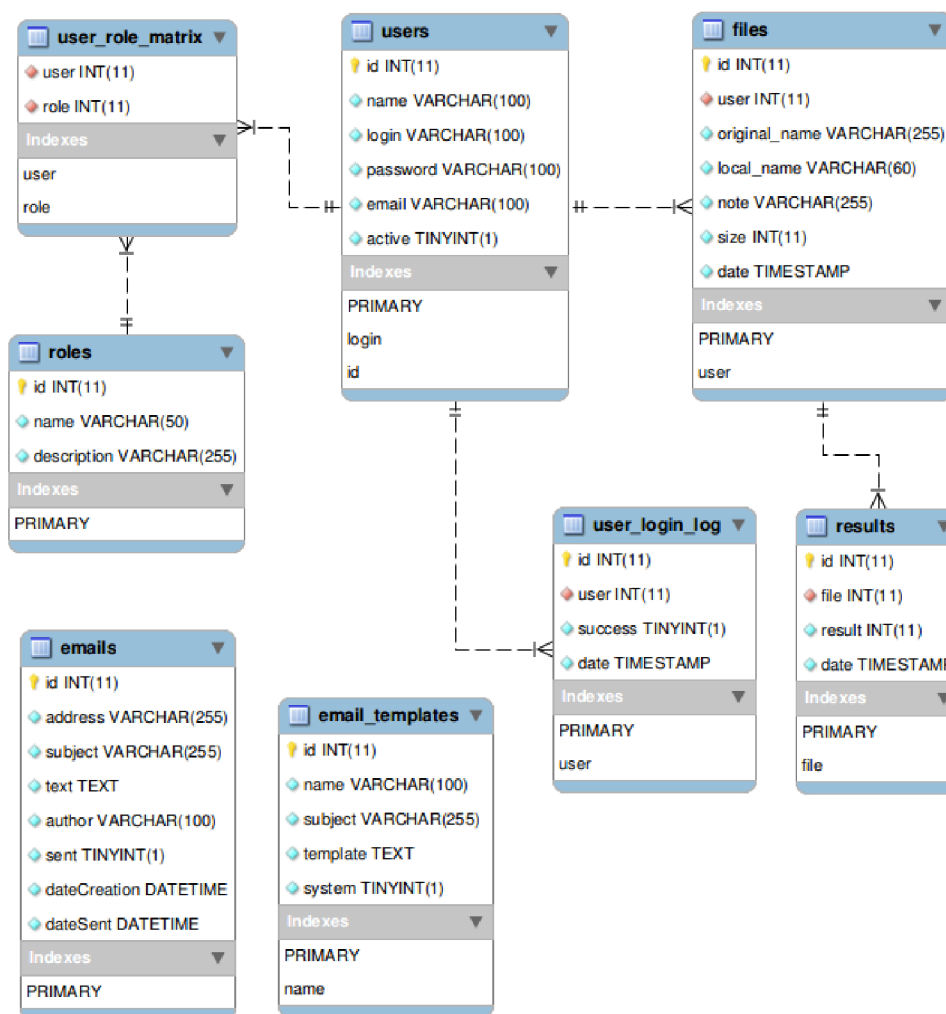 user_role_matrix
user INT(11)
role INT(11)
Indexes
user
role
users
id INT(11)
name VARCHAR(100)
login VARCHAR(100)
password VARCHAR(100)
email VARCHAR(100)
active TINYINT(1)
Indexes
PRIMARY
login
id
files
id INT(11)
user INT(11)
original_name VARCHAR(255)
local_name VARCHAR(60)
note VARCHAR(255)
size INT(11)
date TIMESTAMP
Indexes
PRIMARY
user
roles
id INT(11)
name VARCHAR(50)
description VARCHAR(255)
Indexes
PRIMARY
user_login_log
id INT(11)
user INT(11)
success TINYINT(1)
date TIMESTAMP
Indexes
PRIMARY
user
results
id INT(11)
file INT(11)
result INT(11)
date TIMESTAMP
Indexes
PRIMARY
file
emails
id INT(11)
address VARCHAR(255)
subject VARCHAR(255)
text TEXT
author VARCHAR(100)
sent TINYINT(1)
dateCreation DATETIME
dateSent DATETIME
Indexes
PRIMARY
email_templates
id INT(11)
name VARCHAR(100)
subject VARCHAR(255)
template TEXT
system TINYINT(1)
Indexes
PRIMARY
name